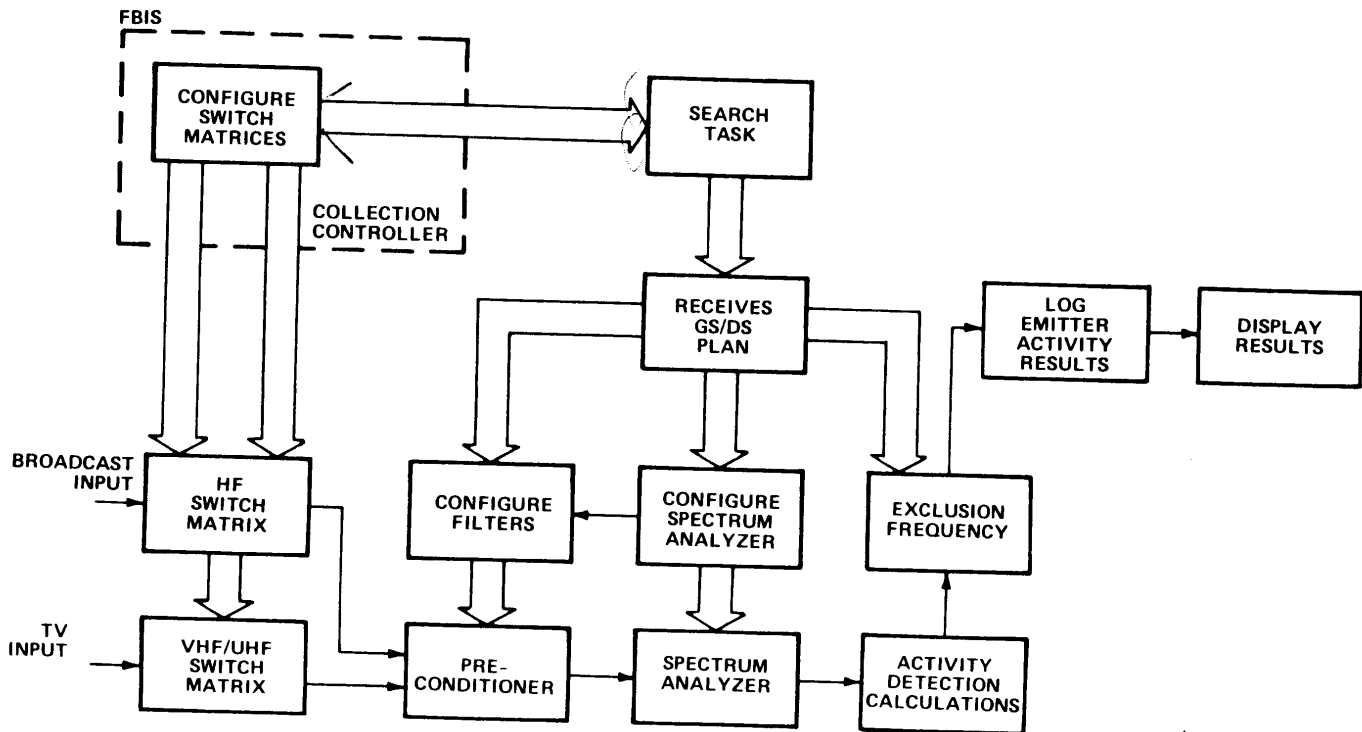 FBIS
CONFIGURE
SWITCH
MATRICES
SEARCH
TASK
COLLECTION
CONTROLLER
RECEIVES
GS/DS
PLAN
LOG
EMITTER
ACTIVITY
RESULTS
DISPLAY
RESULTS
BROADCAST
INPUT
HF
SWITCH
MATRIX
CONFIGURE
FILTERS
CONFIGURE
SPECTRUM
ANALYZER
EXCLUSION
FREQUENCY
TV
INPUT
VHF/UHF
SWITCH
MATRIX
PRE-
CONDITIONER
SPECTRUM
ANALYZER
ACTIVITY
DETECTION
CALCULATIONS